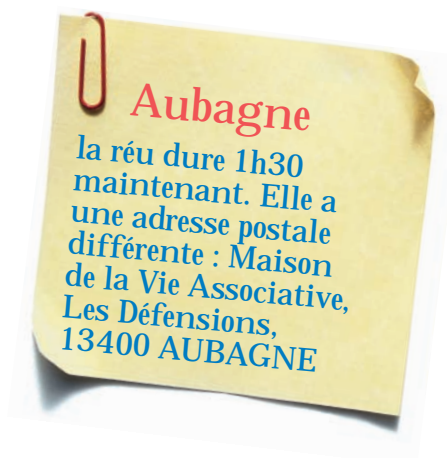 Aubagne
la réu dure 1h30
maintenant. Elle a
une adresse postale
différente : Maison
de la Vie Associative,
Les Défensions,
13400 AUBAGNE